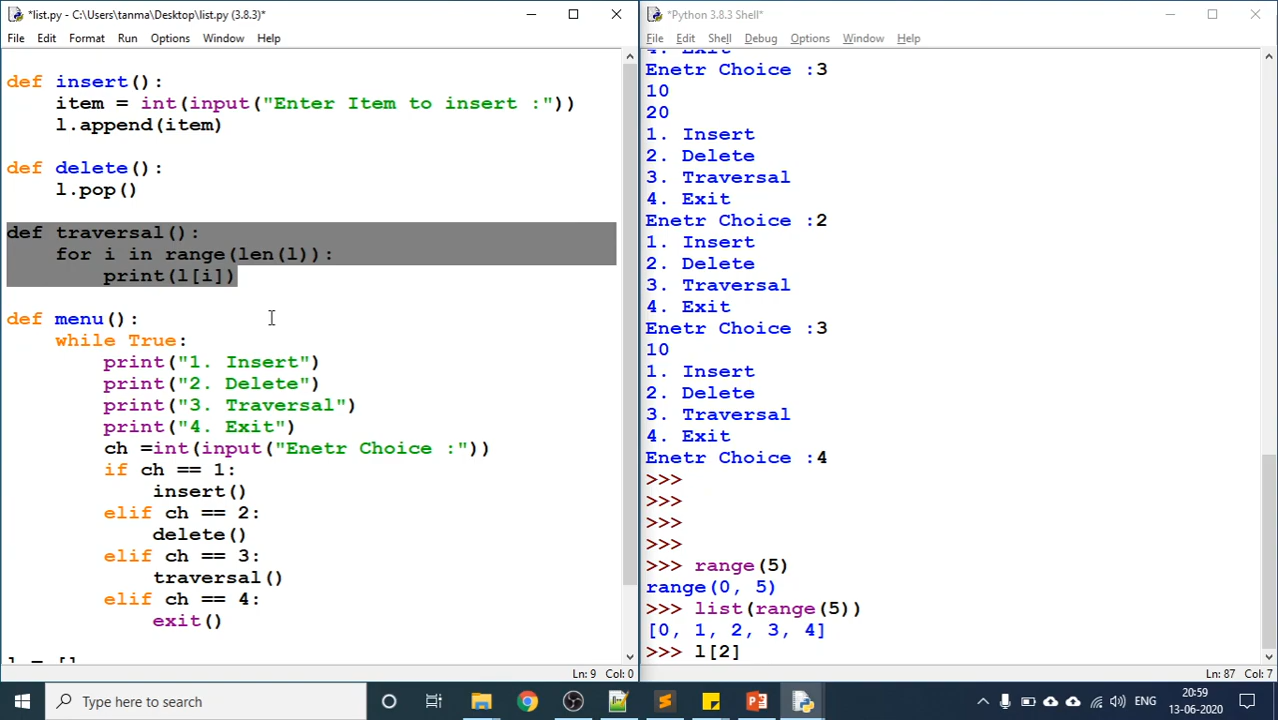 *list.py - C:\Users\tanma\Desktop\list.py (3.8.3)*
File Edit Format Run Options Window Help
def insert():
    item = int(input("Enter Item to insert :"))
    l.append(item)
def delete():
    l.pop()
def traversal():
    for i in range(len(l)):
        print(l[i])
def menu():
    while True:
        print("1. Insert")
        print("2. Delete")
        print("3. Traversal")
        print("4. Exit")
        ch =int(input("Enetr Choice :"))
        if ch == 1:
            insert()
        elif ch == 2:
            delete()
        elif ch == 3:
            traversal()
        elif ch == 4:
            exit()
l = []
Ln: 9 Col: 0
*Python 3.8.3 Shell*
File Edit Shell Debug Options Window Help
4. Exit
Enetr Choice :3
10
20
1. Insert
2. Delete
3. Traversal
4. Exit
Enetr Choice :2
1. Insert
2. Delete
3. Traversal
4. Exit
Enetr Choice :3
10
1. Insert
2. Delete
3. Traversal
4. Exit
Enetr Choice :4
>>>
>>>
>>>
>>>
>>> range(5)
range(0, 5)
>>> list(range(5))
[0, 1, 2, 3, 4]
>>> l[2]
Ln: 87 Col: 7
Type here to search
ENG
20:59
13-06-2020